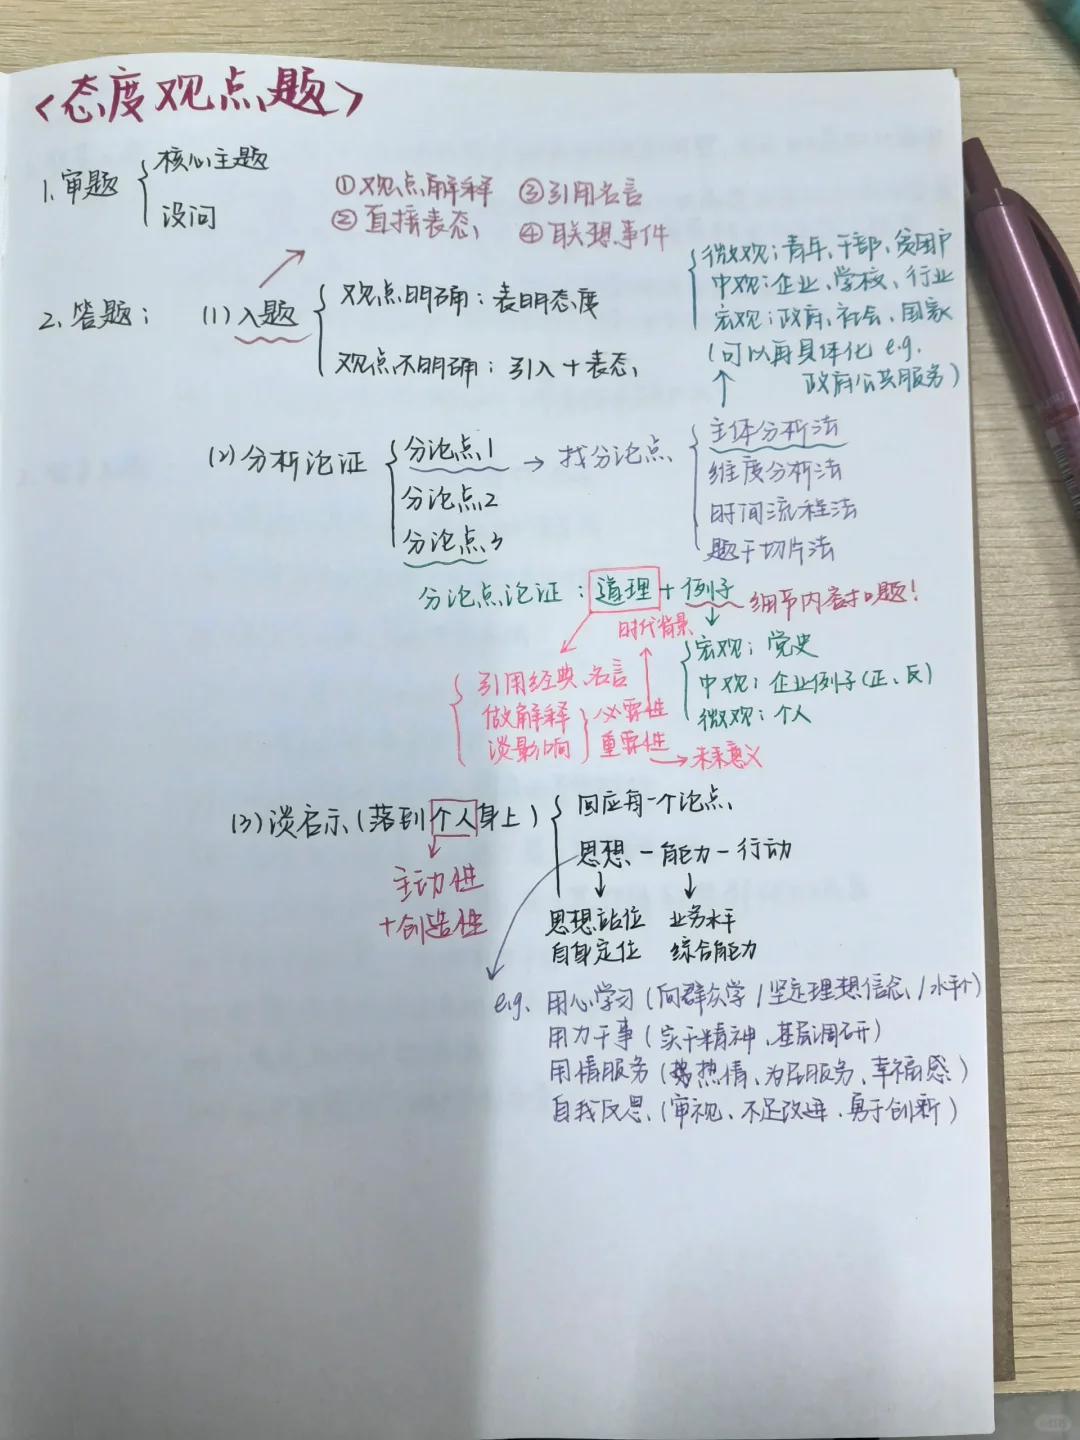 <态度观点题>
1.审题
核心主题
设问
①观点解释 ③引用名言
②直接表态 ④联想事件
2.答题:
(1)入题
观点明确:表明态度
观点不明确:引入+表态
微观:青年、干部、贫困户
中观:企业、学校、行业
宏观:政府、社会、国家
(可以再具体化 e.g.
政府公共服务)
(2)分析论证
分论点1 → 找分论点
分论点2
分论点3
主体分析法
维度分析法
时间流程法
题干切片法
分论点论证:道理+例子 细节内容扣题!
时代背景
引用经典、名言
做解释
谈影响
必要性
重要性→未来意义
宏观:党史
中观:企业例子(正、反)
微观:个人
(3)谈启示(落到个人身上)
主动性
+创造性
回应每一个论点
思想-能力-行动
思想站位 业务水平
自身定位 综合能力
e.g. 用心学习(向群众学/坚定理想信念/水平↑)
用力干事(实干精神、基层调研)
用情服务(热情、为民服务、幸福感)
自我反思(审视、不足改进、勇于创新)